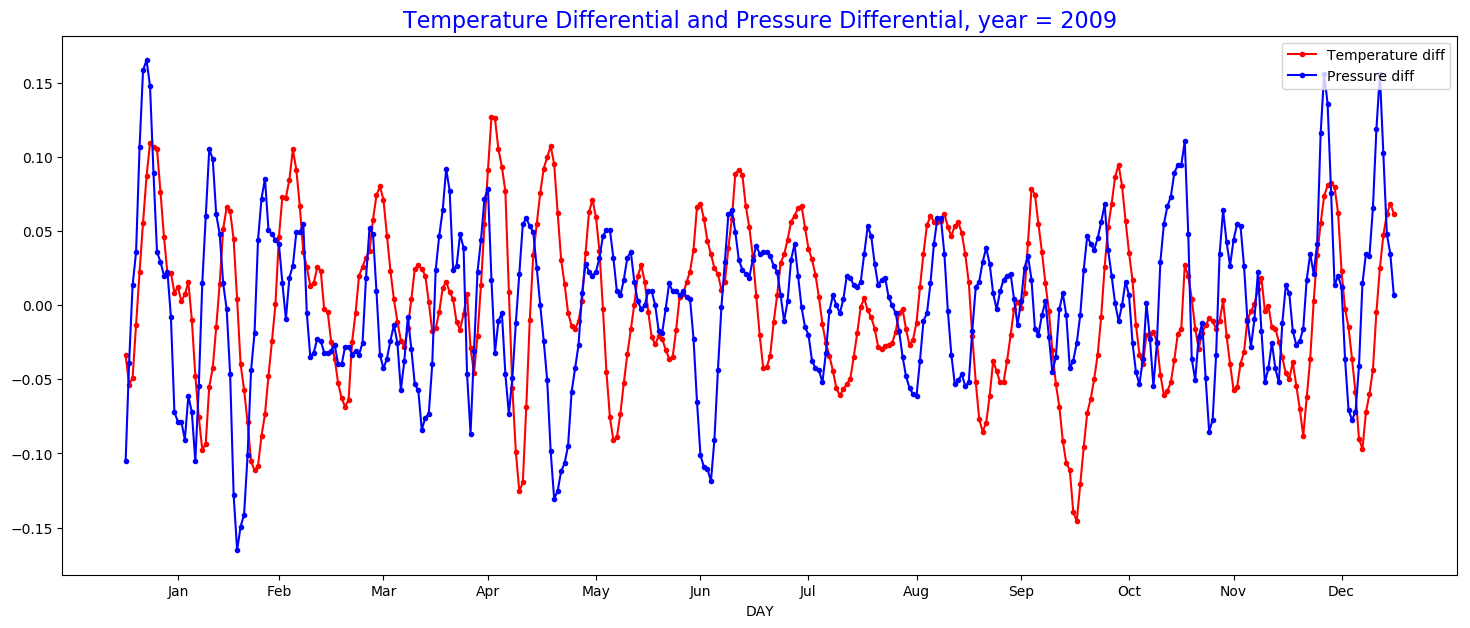 Temperature Differential and Pressure Differential, year = 2009
Temperature diff
Pressure diff
0.15
0.10
0.05
0.00
−0.05
−0.10
−0.15
Jan Feb Mar Apr May Jun Jul Aug Sep Oct Nov Dec
DAY